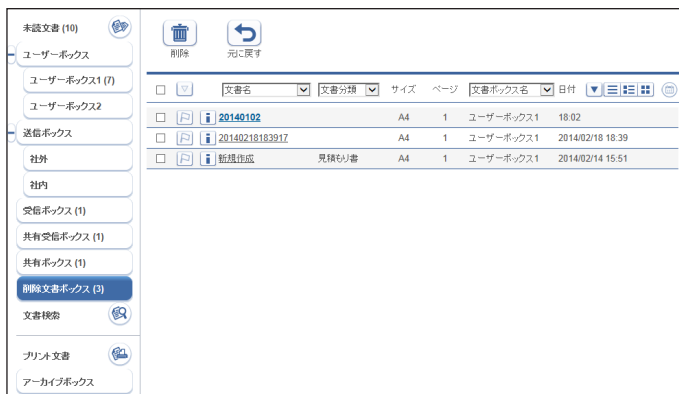 未読文書 (10)
ユーザーボックス
ユーザーボックス1 (7)
ユーザーボックス2
送信ボックス
社外
社内
受信ボックス (1)
共有受信ボックス (1)
共有ボックス (1)
削除文書ボックス (3)
文書検索
プリント文書
アーカイブボックス
削除 元に戻す
文書名 文書分類 サイズ ページ 文書ボックス名 日付
20140102 A4 1 ユーザーボックス1 18:02
20140218183917 A4 1 ユーザーボックス1 2014/02/18 18:39
新規作成 見積もり書 A4 1 ユーザーボックス1 2014/02/14 15:51